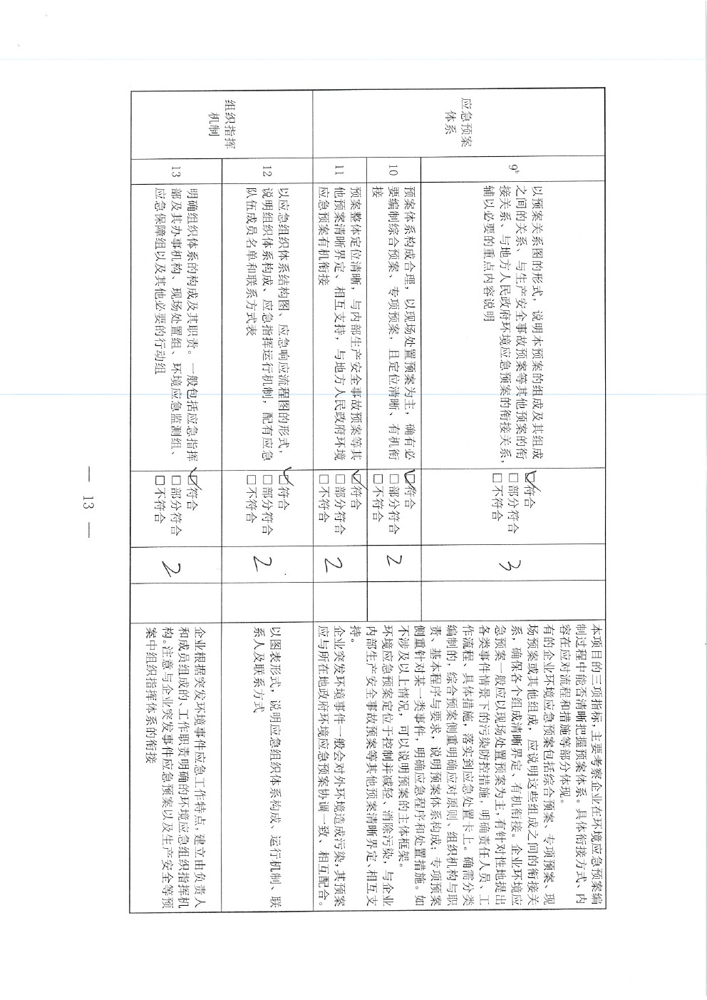 应急预案
体系
9ᵇ
以预案关系图的形式，说明本预案的组成及其组成
之间的关系、与生产安全事故预案等其他预案的衔
接关系、与地方人民政府环境应急预案的衔接关系，
辅以必要的重点内容说明
☑符合
□部分符合
□不符合
3
本项目的三项指标，主要考察企业在环境应急预案编
制过程中能否清晰把握预案体系。具体衔接方式、内
容在应对流程和措施等部分体现。
有的企业环境应急预案包括综合预案、专项预案、现
场预案或其他组成，应说明这些组成之间的衔接关
系，确保各个组成清晰界定、有机衔接。企业环境应
急预案一般应以现场处置预案为主，有针对性地提出
各类事件情景下的污染防控措施，明确责任人员、工
作流程、具体措施，落实到应急处置卡上。确需分类
编制的，综合预案侧重明确应对原则、组织机构与职
责、基本程序与要求，说明预案体系构成；专项预案
侧重针对某一类事件，明确应急程序和处置措施。如
不涉及以上情况，可以说明预案的主体框架。
环境应急预案定位于控制并减轻、消除污染，与企业
内部生产安全事故预案等其他预案清晰界定、相互支
持。
企业突发环境事件一般会对外环境造成污染，其预案
应与所在地政府环境应急预案协调一致、相互配合。
10
预案体系构成合理，以现场处置预案为主，确有必
要编制综合预案、专项预案，且定位清晰、有机衔
接
☑符合
□部分符合
□不符合
2
11
预案整体定位清晰，与内部生产安全事故预案等其
他预案清晰界定、相互支持，与地方人民政府环境
应急预案有机衔接
☑符合
□部分符合
□不符合
2
组织指挥
机制
12
以应急组织体系结构图、应急响应流程图的形式，
说明组织体系构成、应急指挥运行机制，配有应急
队伍成员名单和联系方式表
☑符合
□部分符合
□不符合
2
以图表形式，说明应急组织体系构成、运行机制、联
系人及联系方式
13
明确组织体系的构成及其职责。一般包括应急指挥
部及其办事机构、现场处置组、环境应急监测组、
应急保障组以及其他必要的行动组
☑符合
□部分符合
□不符合
2
企业根据突发环境事件应急工作特点，建立由负责人
和成员组成的、工作职责明确的环境应急组织指挥机
构。注意与企业突发事件应急预案以及生产安全等预
案中组织指挥体系的衔接
— 13 —